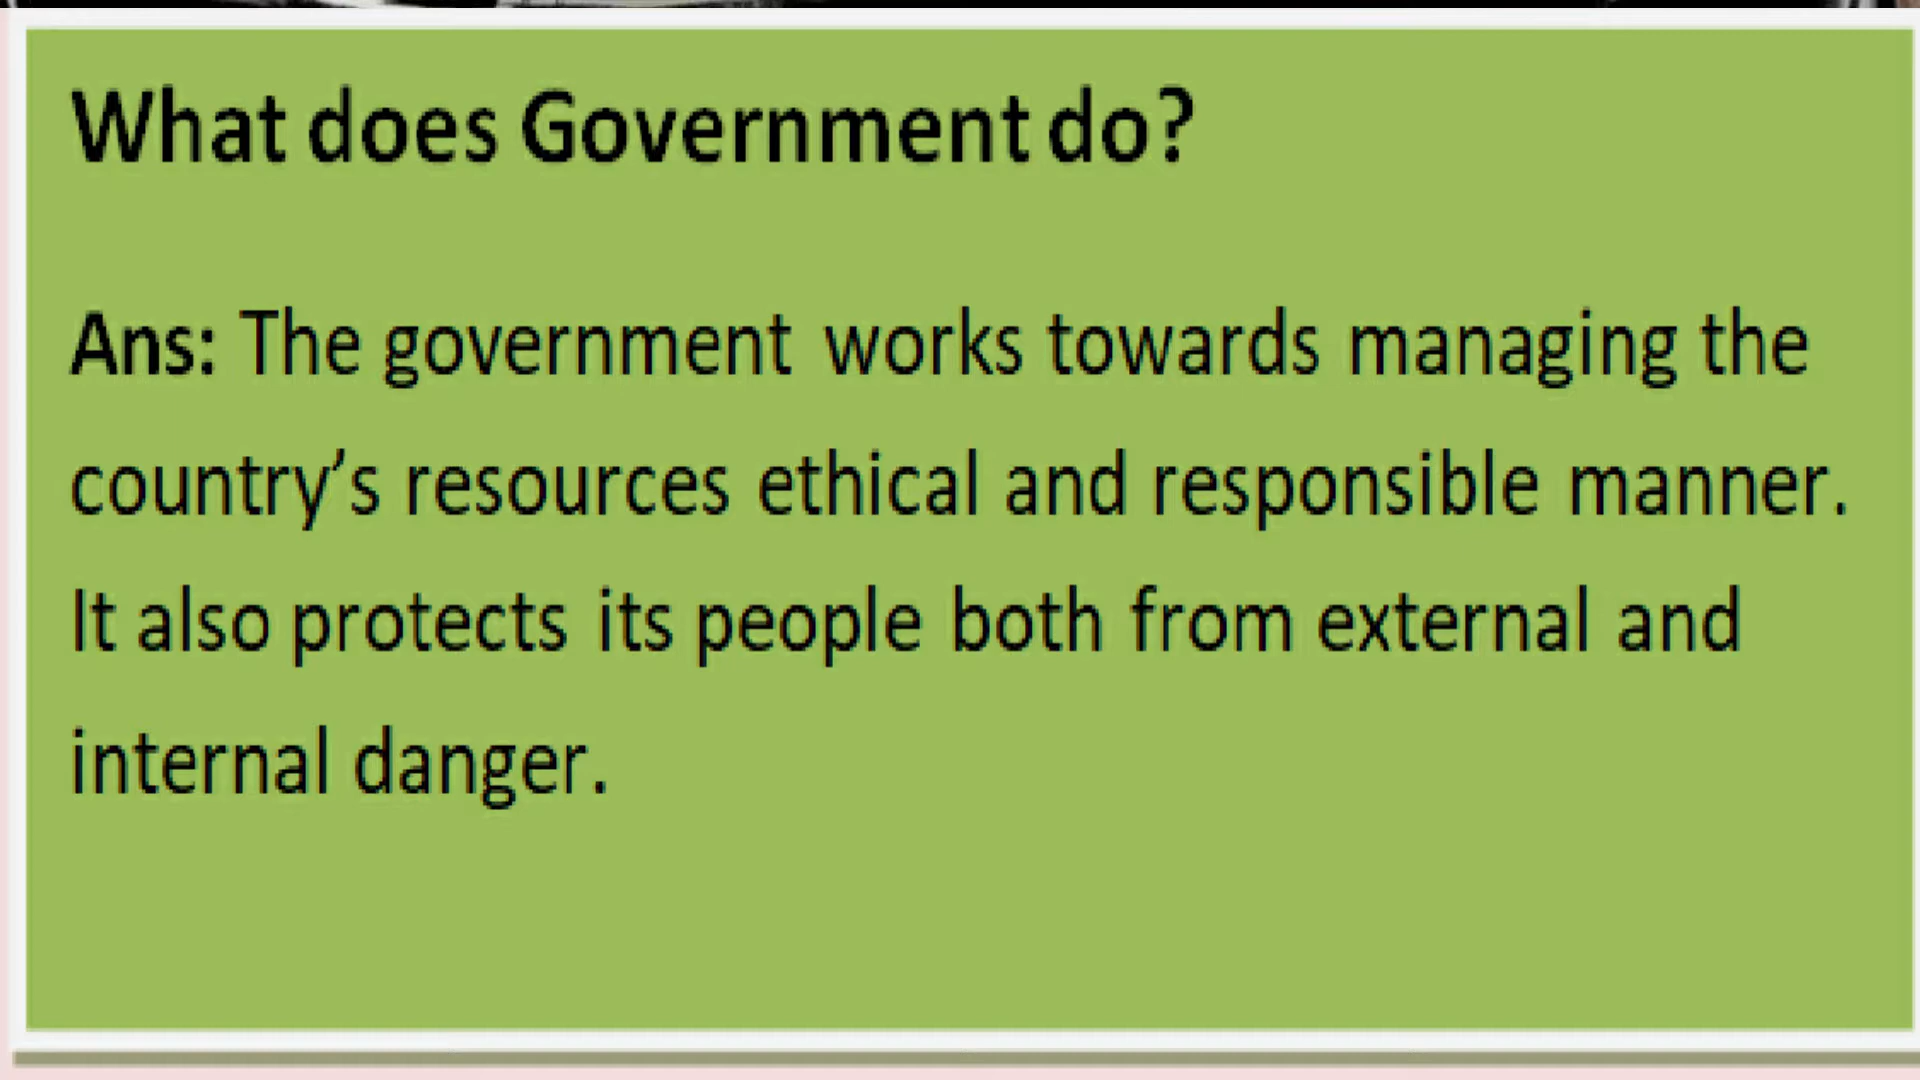 What does Government do?
Ans: The government works towards managing the
country’s resources ethical and responsible manner.
It also protects its people both from external and
internal danger.